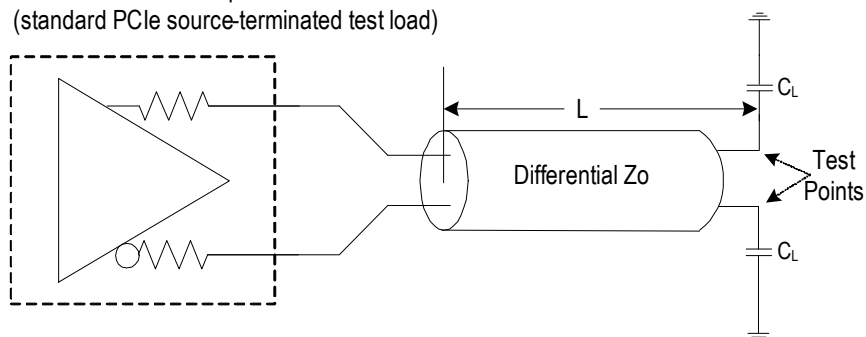 (standard PCIe source-terminated test load)
CL
L
Differential Zo
Test
Points
CL